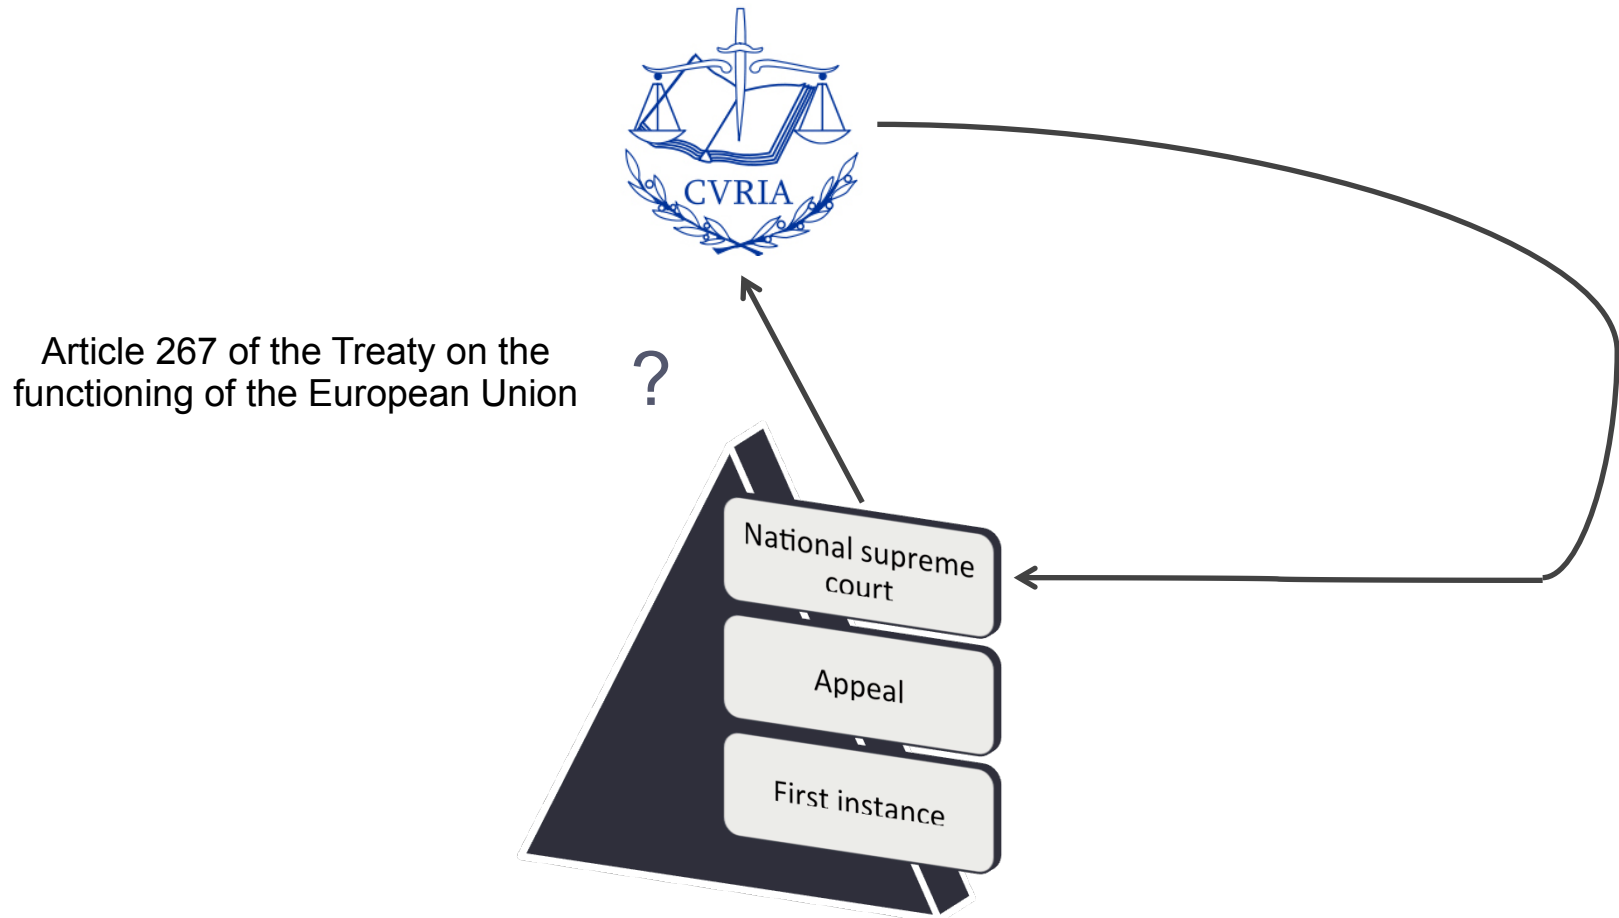 CVRIA
Article 267 of the Treaty on the
functioning of the European Union
?
National supreme
court
Appeal
First instance